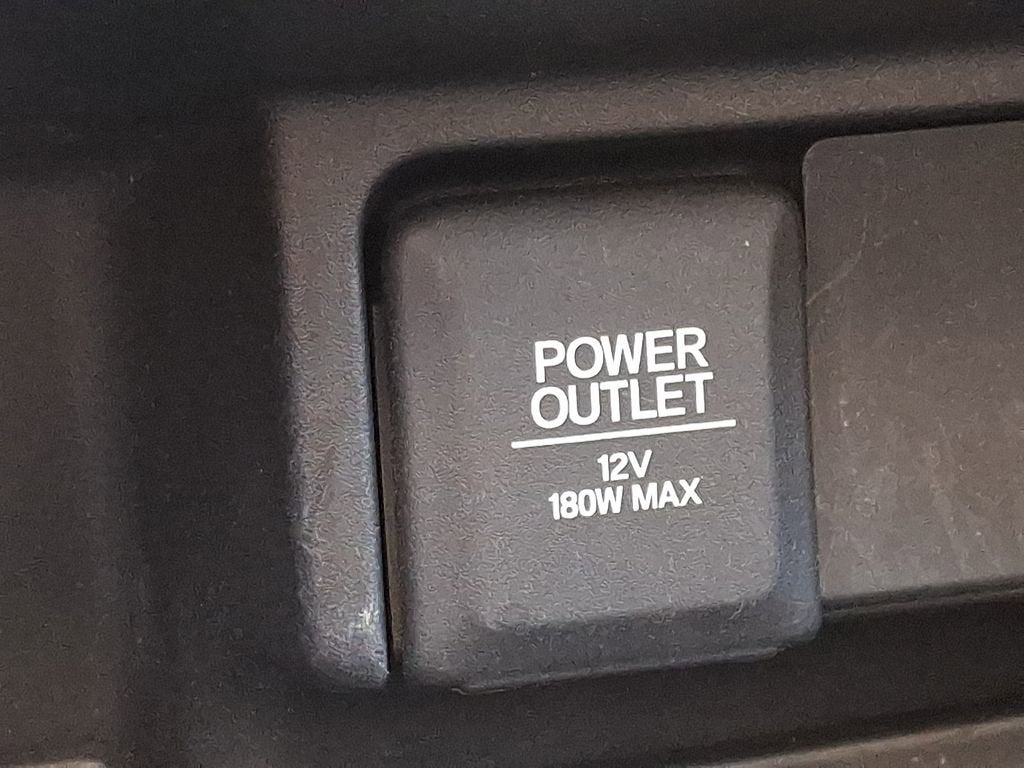 POWER
OUTLET
12V
180W MAX